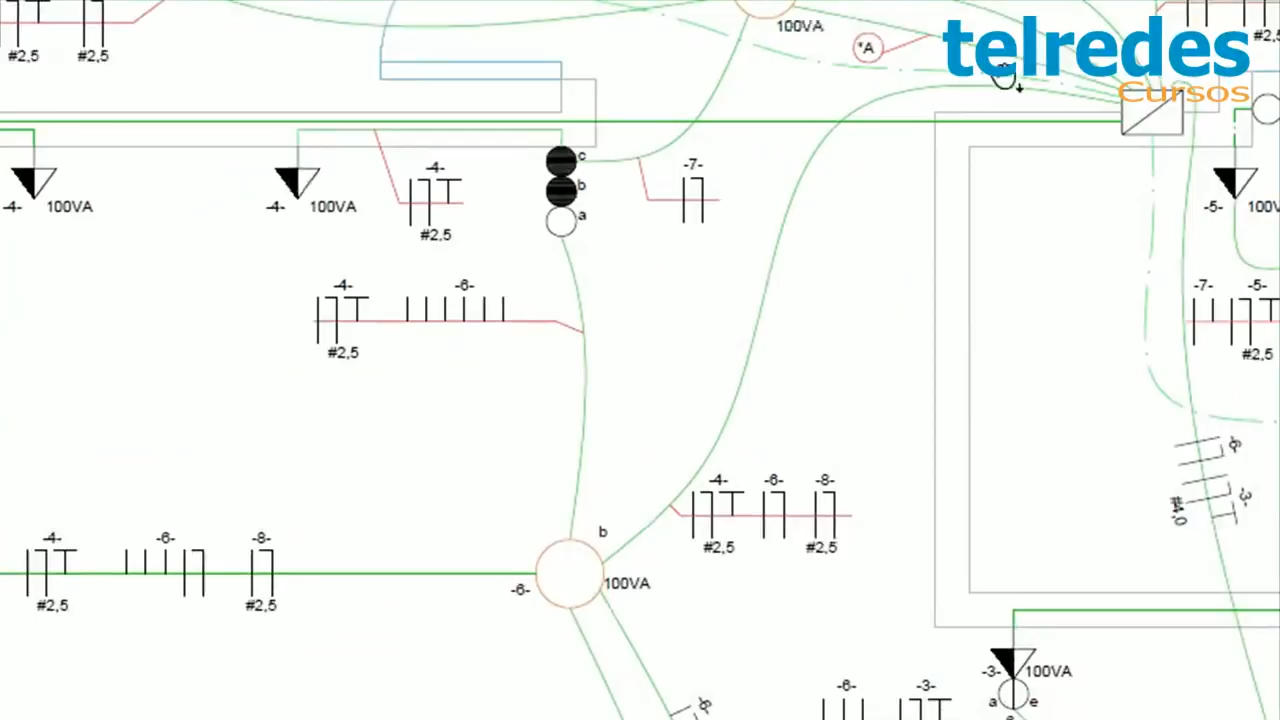 100VA
#2,5
#2,5
*A
telredes
Cursos
#2,5
c
b
a
-4-
-7-
-4-
100VA
-4-
100VA
#2,5
-5-
-4-
-6-
#2,5
-7-
-5-
#2,5
-6-
-3-
#4,0
-4-
-6-
-8-
#2,5
#2,5
b
-4-
-6-
-8-
-6-
100VA
#2,5
#2,5
-3-
100VA
a
e
-6-
-3-
-6-